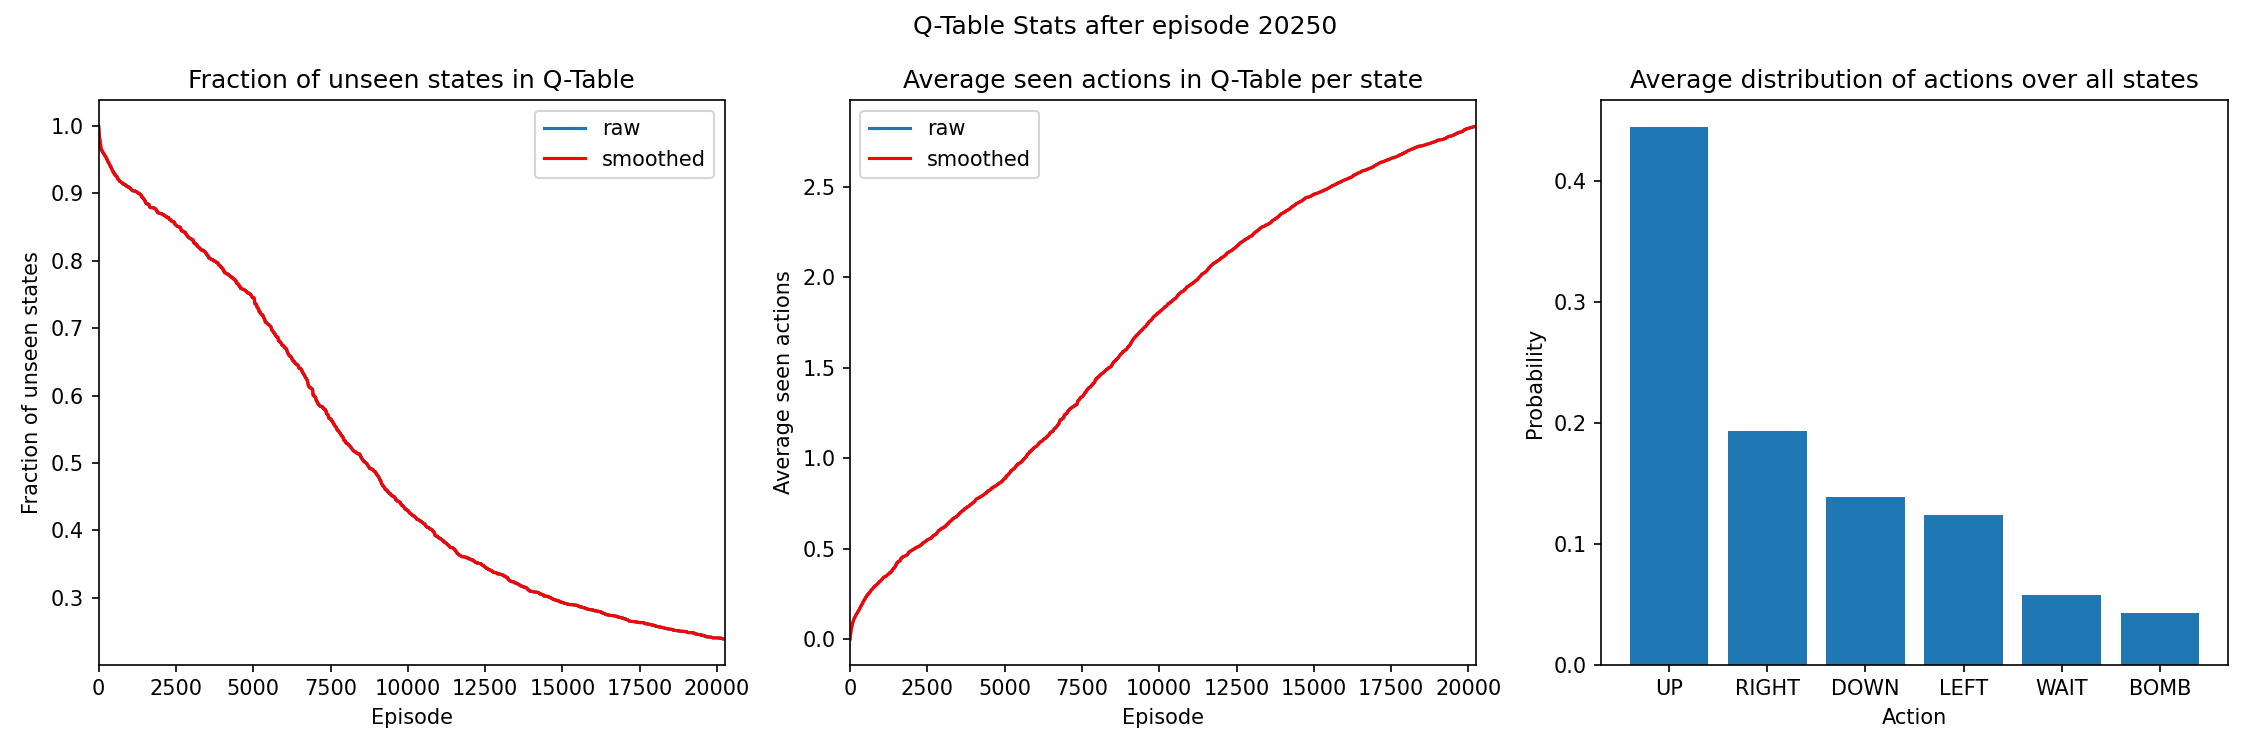 Q-Table Stats after episode 20250
Fraction of unseen states in Q-Table
Fraction of unseen states
1.0
0.9
0.8
0.7
0.6
0.5
0.4
0.3
raw
smoothed
0 2500 5000 7500 10000 12500 15000 17500 20000
Episode
Average seen actions in Q-Table per state
Average seen actions
2.5
2.0
1.5
1.0
0.5
0.0
raw
smoothed
0 2500 5000 7500 10000 12500 15000 17500 20000
Episode
Average distribution of actions over all states
Probability
0.4
0.3
0.2
0.1
0.0
UP RIGHT DOWN LEFT WAIT BOMB
Action